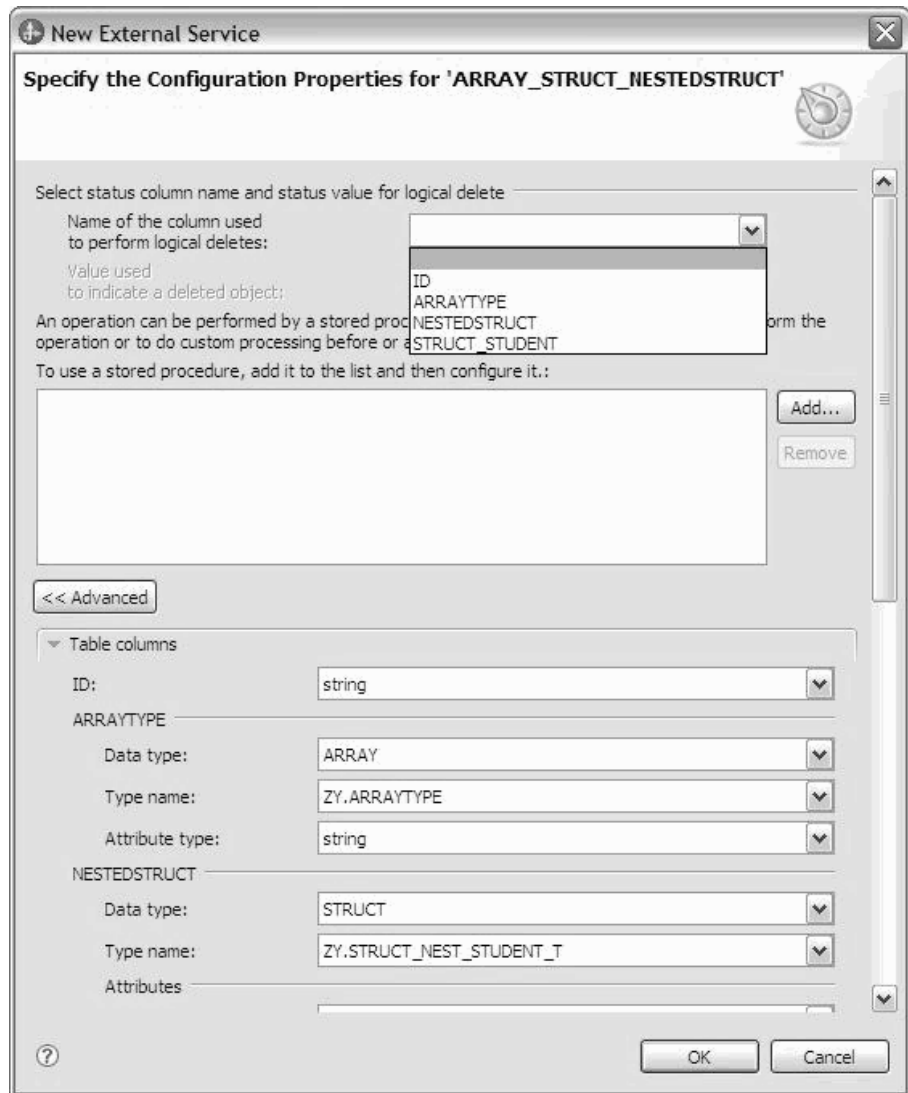 New External Service
Specify the Configuration Properties for 'ARRAY_STRUCT_NESTEDSTRUCT'
Select status column name and status value for logical delete
Name of the column used
to perform logical deletes:
Value used
to indicate a deleted object:
ID
ARRAYTYPE
NESTEDSTRUCT
STRUCT_STUDENT
An operation can be performed by a stored proc orm the
operation or to do custom processing before or a
To use a stored procedure, add it to the list and then configure it.:
Add...
Remove
<< Advanced
Table columns
ID: string
ARRAYTYPE
Data type: ARRAY
Type name: ZY.ARRAYTYPE
Attribute type: string
NESTEDSTRUCT
Data type: STRUCT
Type name: ZY.STRUCT_NEST_STUDENT_T
Attributes
?
OK Cancel